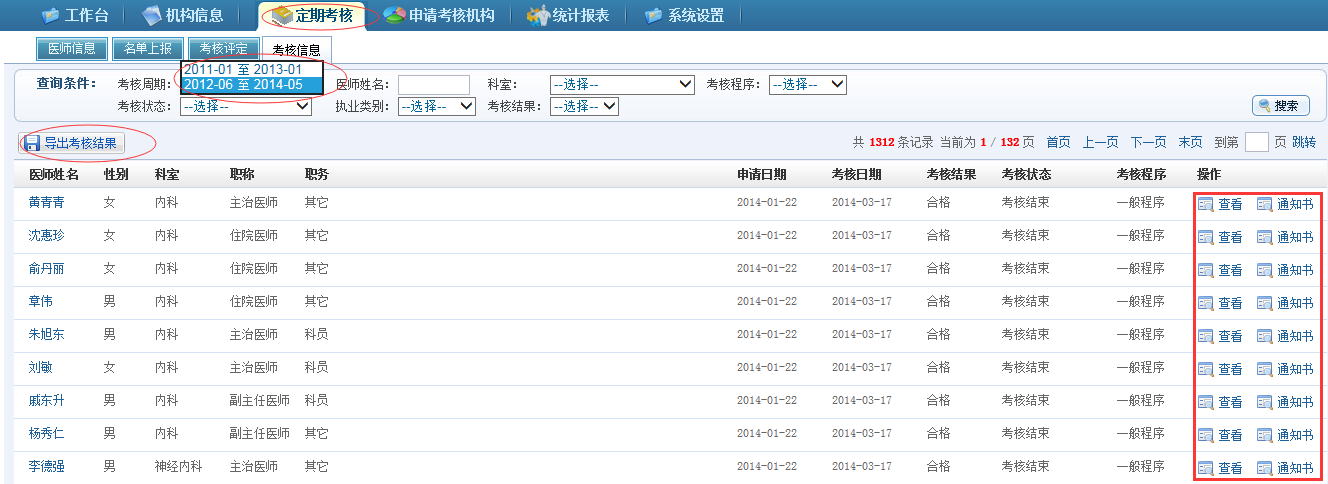 工作台 机构信息 定期考核 申请考核机构 统计报表 系统设置
医师信息 名单上报 考核评定 考核信息
2011-01 至 2013-01
查询条件： 考核周期： 2012-06 至 2014-05 医师姓名： 科室： --选择-- 考核程序： --选择--
考核状态： --选择-- 执业类别： --选择-- 考核结果： --选择-- 搜索
导出考核结果 共 1312 条记录 当前为 1 / 132 页 首页 上一页 下一页 末页 到第 页 跳转
医师姓名 性别 科室 职称 职务 申请日期 考核日期 考核结果 考核状态 考核程序 操作
黄青青 女 内科 主治医师 其它 2014-01-22 2014-03-17 合格 考核结束 一般程序 查看 通知书
沈惠珍 女 内科 住院医师 其它 2014-01-22 2014-03-17 合格 考核结束 一般程序 查看 通知书
俞丹丽 女 内科 住院医师 其它 2014-01-22 2014-03-17 合格 考核结束 一般程序 查看 通知书
章伟 男 内科 住院医师 其它 2014-01-22 2014-03-17 合格 考核结束 一般程序 查看 通知书
朱旭东 男 内科 主治医师 科员 2014-01-22 2014-03-17 合格 考核结束 一般程序 查看 通知书
刘敏 女 内科 主治医师 科员 2014-01-22 2014-03-17 合格 考核结束 一般程序 查看 通知书
戚东升 男 内科 副主任医师 科员 2014-01-22 2014-03-17 合格 考核结束 一般程序 查看 通知书
杨秀仁 男 内科 副主任医师 其它 2014-01-22 2014-03-17 合格 考核结束 一般程序 查看 通知书
李德强 男 神经内科 主治医师 其它 2014-01-22 2014-03-17 合格 考核结束 一般程序 查看 通知书